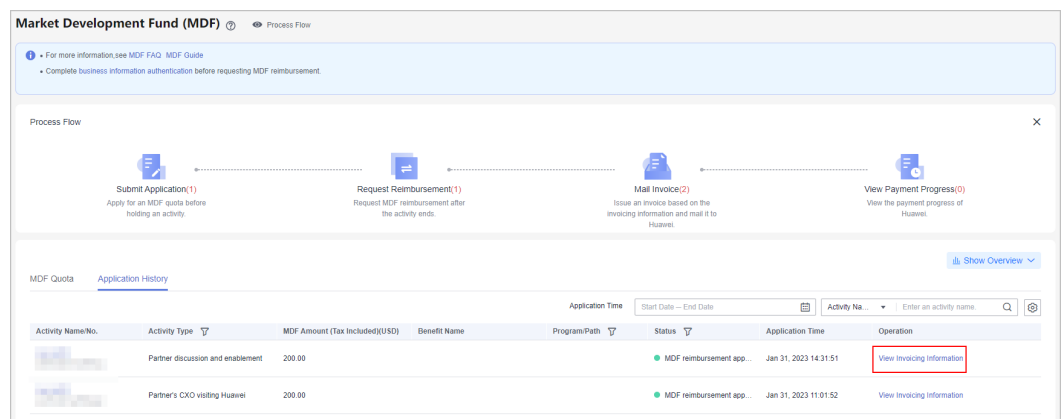 Market Development Fund (MDF) Process Flow
• For more information,see MDF FAQ MDF Guide
• Complete business information authentication before requesting MDF reimbursement.
Process Flow
Submit Application(1) Request Reimbursement(1) Mail Invoice(2) View Payment Progress(0)
Apply for an MDF quota before Request MDF reimbursement after Issue an invoice based on the View the payment progress of
holding an activity. the activity ends. invoicing information and mail it to Huawei.
Huawei.
Show Overview
MDF Quota Application History
Application Time Start Date – End Date Activity Na... Enter an activity name
Activity Name/No. Activity Type MDF Amount (Tax Included)(USD) Benefit Name Program/Path Status Application Time Operation
Partner discussion and enablement 200.00 MDF reimbursement app... Jan 31, 2023 14:31:51 View Invoicing Information
Partner's CXO visiting Huawei 200.00 MDF reimbursement app... Jan 31, 2023 11:01:52 View Invoicing Information